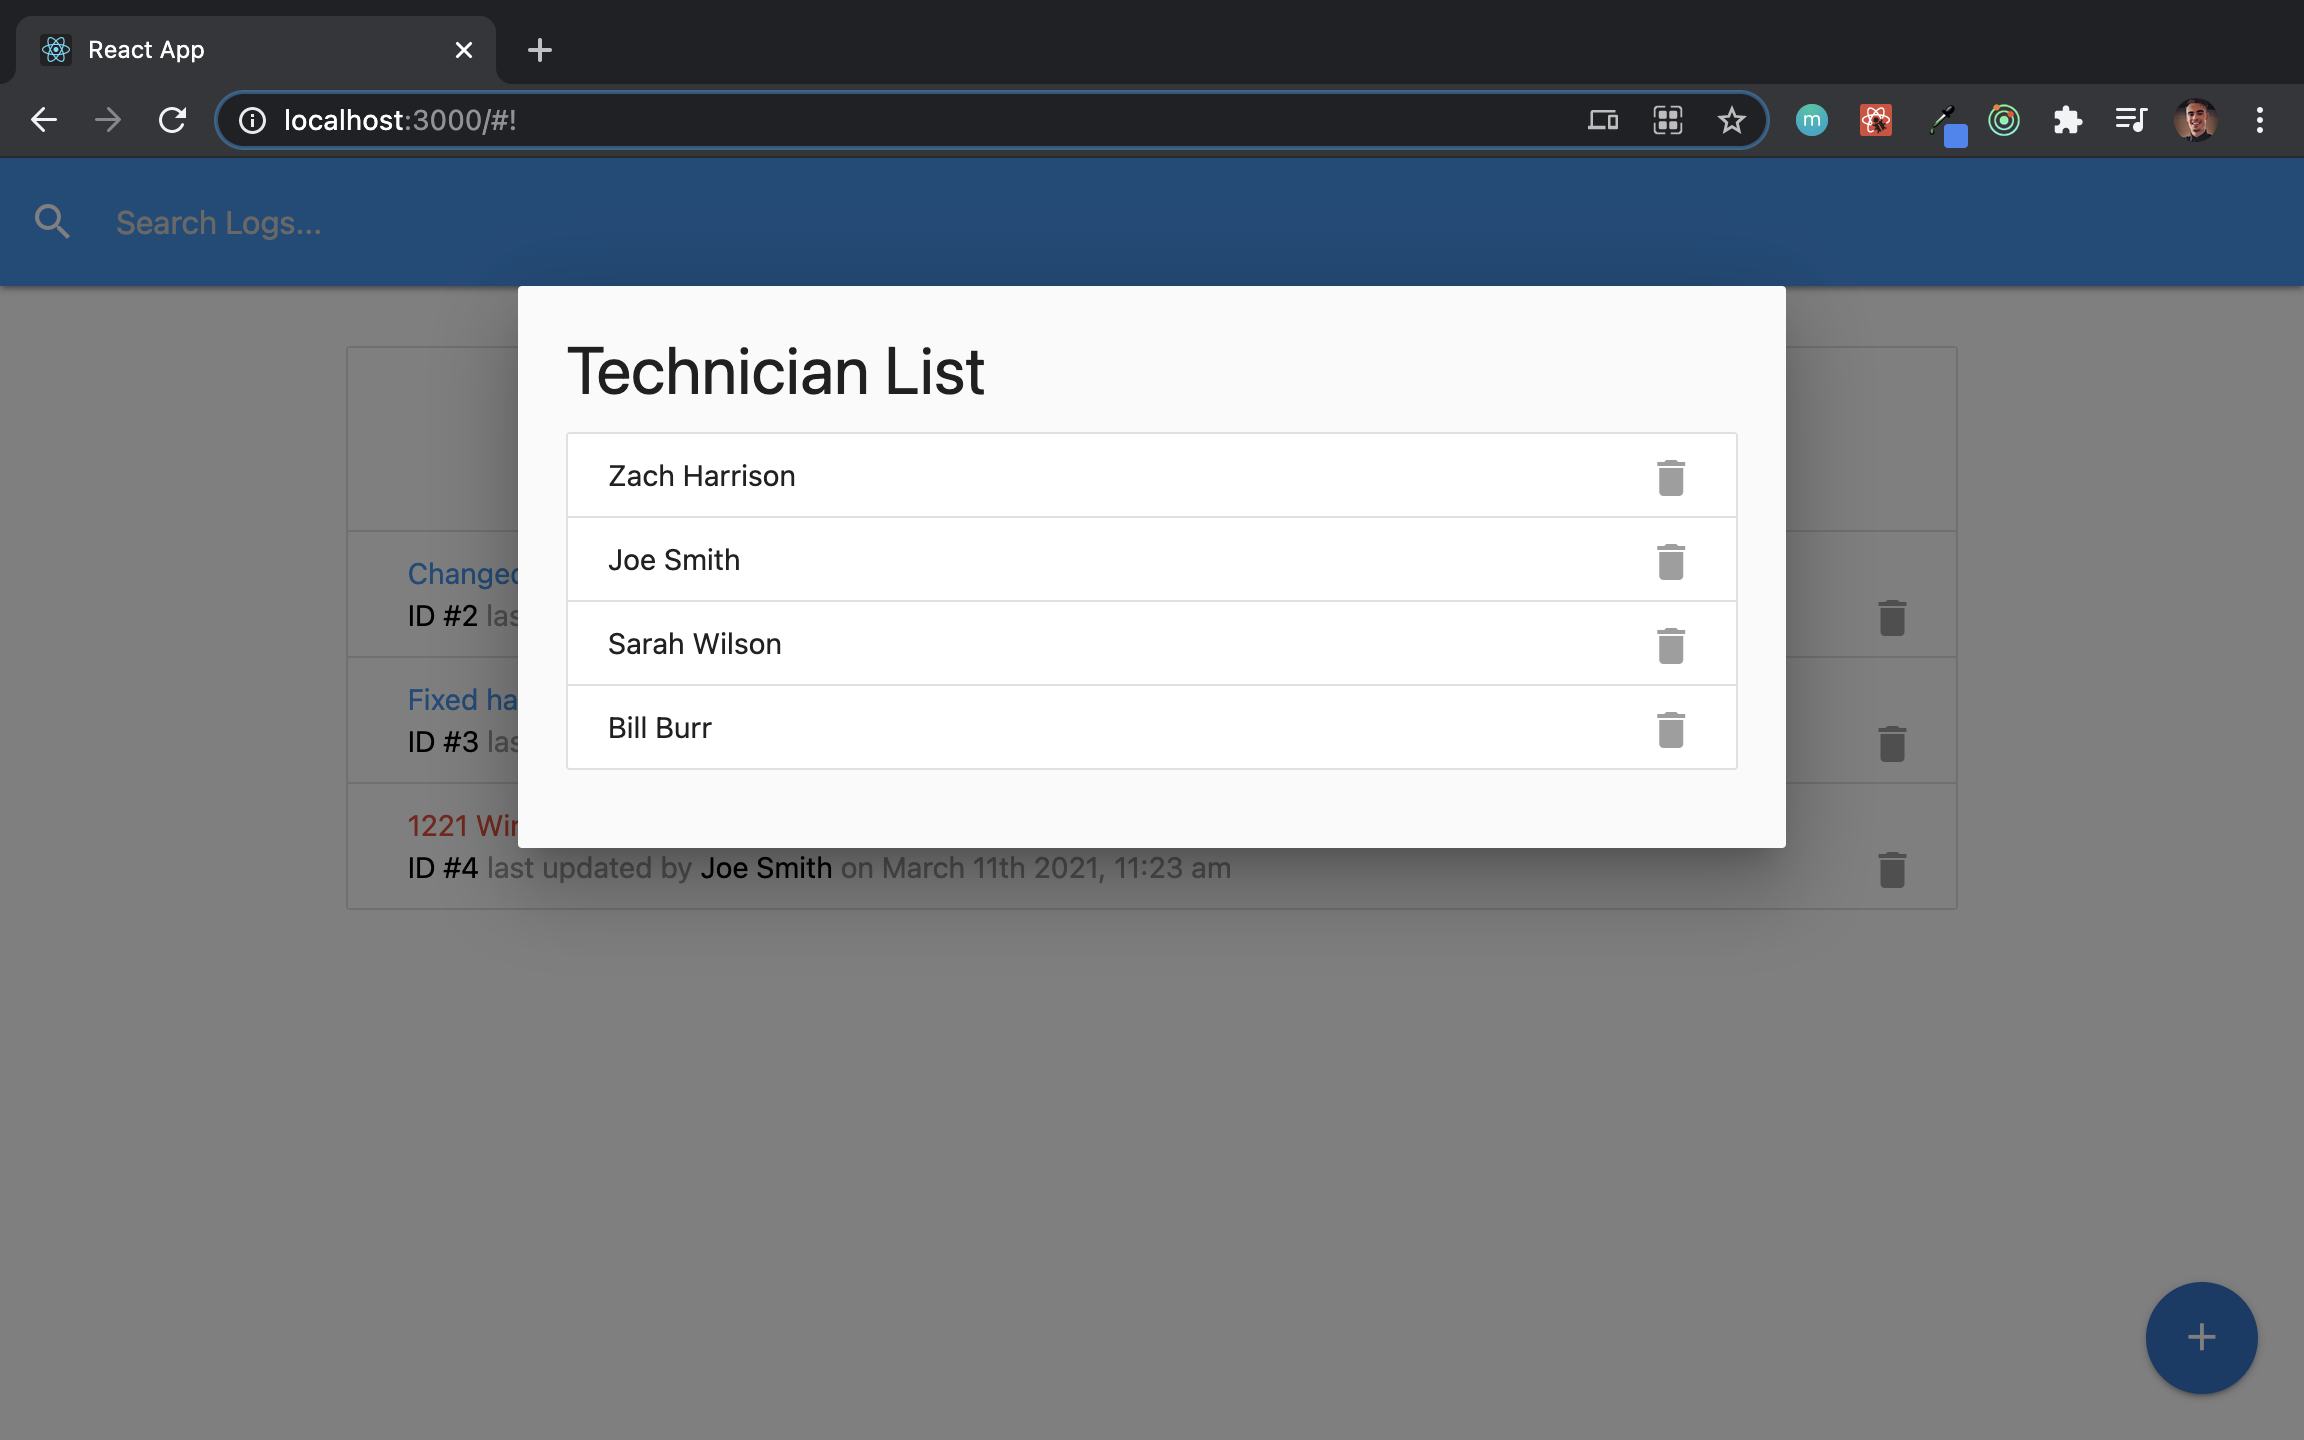 React App
localhost:3000/#!
m
Search Logs...
Technician List
Zach Harrison
Joe Smith
Sarah Wilson
Bill Burr
Changed
ID #2 las
Fixed ha
ID #3 las
1221
ID #4 last updated by Joe Smith on March 11th 2021, 11:23 am